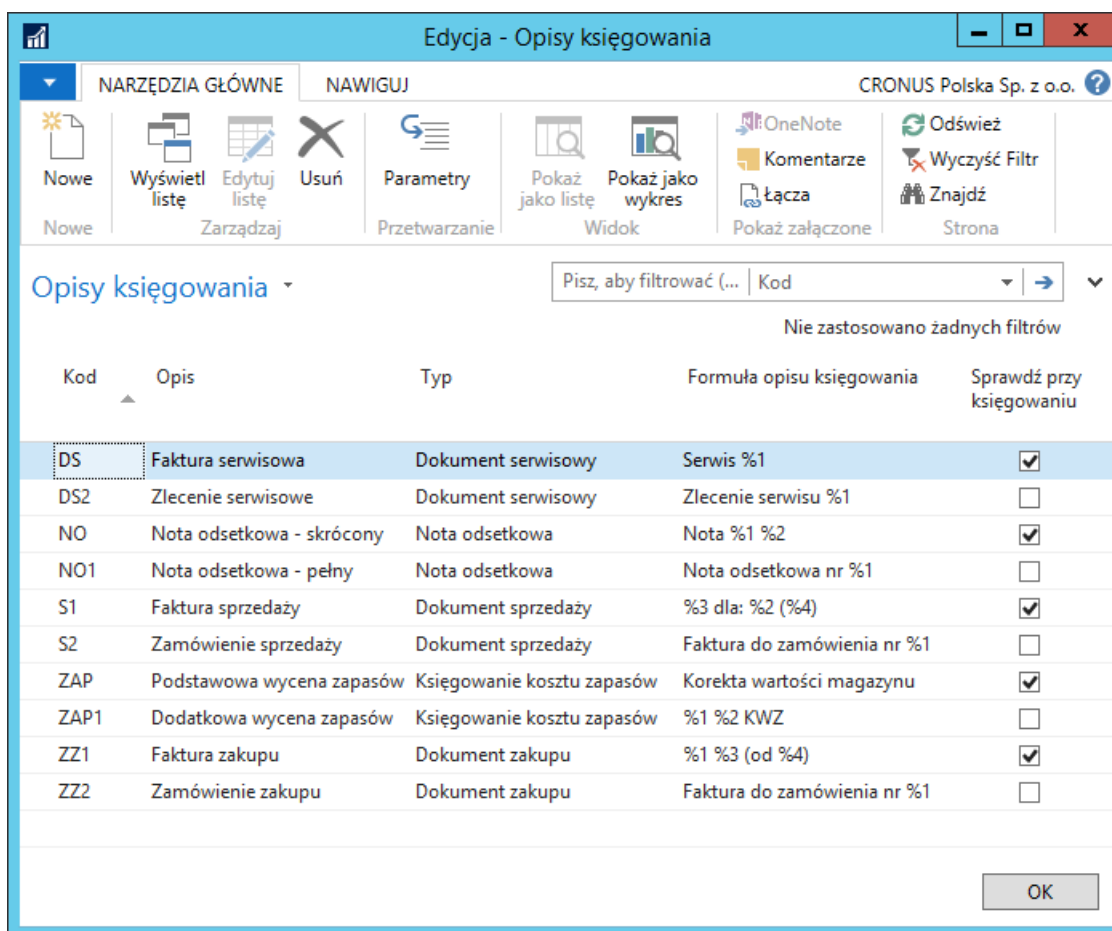 Edycja - Opisy księgowania
NARZĘDZIA GŁÓWNE NAWIGUJ CRONUS Polska Sp. z o.o. ?
Nowe
Wyświetl listę
Edytuj listę
Usuń
Parametry
Pokaż jako listę
Pokaż jako wykres
OneNote
Komentarze
Łącza
Odśwież
Wyczyść Filtr
Znajdź
Nowe Zarządzaj Przetwarzanie Widok Pokaż załączone Strona
Opisy księgowania
Pisz, aby filtrować (... Kod
Nie zastosowano żadnych filtrów
Kod Opis Typ Formuła opisu księgowania Sprawdź przy księgowaniu
DS Faktura serwisowa Dokument serwisowy Serwis %1
DS2 Zlecenie serwisowe Dokument serwisowy Zlecenie serwisu %1
NO Nota odsetkowa - skrócony Nota odsetkowa Nota %1 %2
NO1 Nota odsetkowa - pełny Nota odsetkowa Nota odsetkowa nr %1
S1 Faktura sprzedaży Dokument sprzedaży %3 dla: %2 (%4)
S2 Zamówienie sprzedaży Dokument sprzedaży Faktura do zamówienia nr %1
ZAP Podstawowa wycena zapasów Księgowanie kosztu zapasów Korekta wartości magazynu
ZAP1 Dodatkowa wycena zapasów Księgowanie kosztu zapasów %1 %2 KWZ
ZZ1 Faktura zakupu Dokument zakupu %1 %3 (od %4)
ZZ2 Zamówienie zakupu Dokument zakupu Faktura do zamówienia nr %1
OK